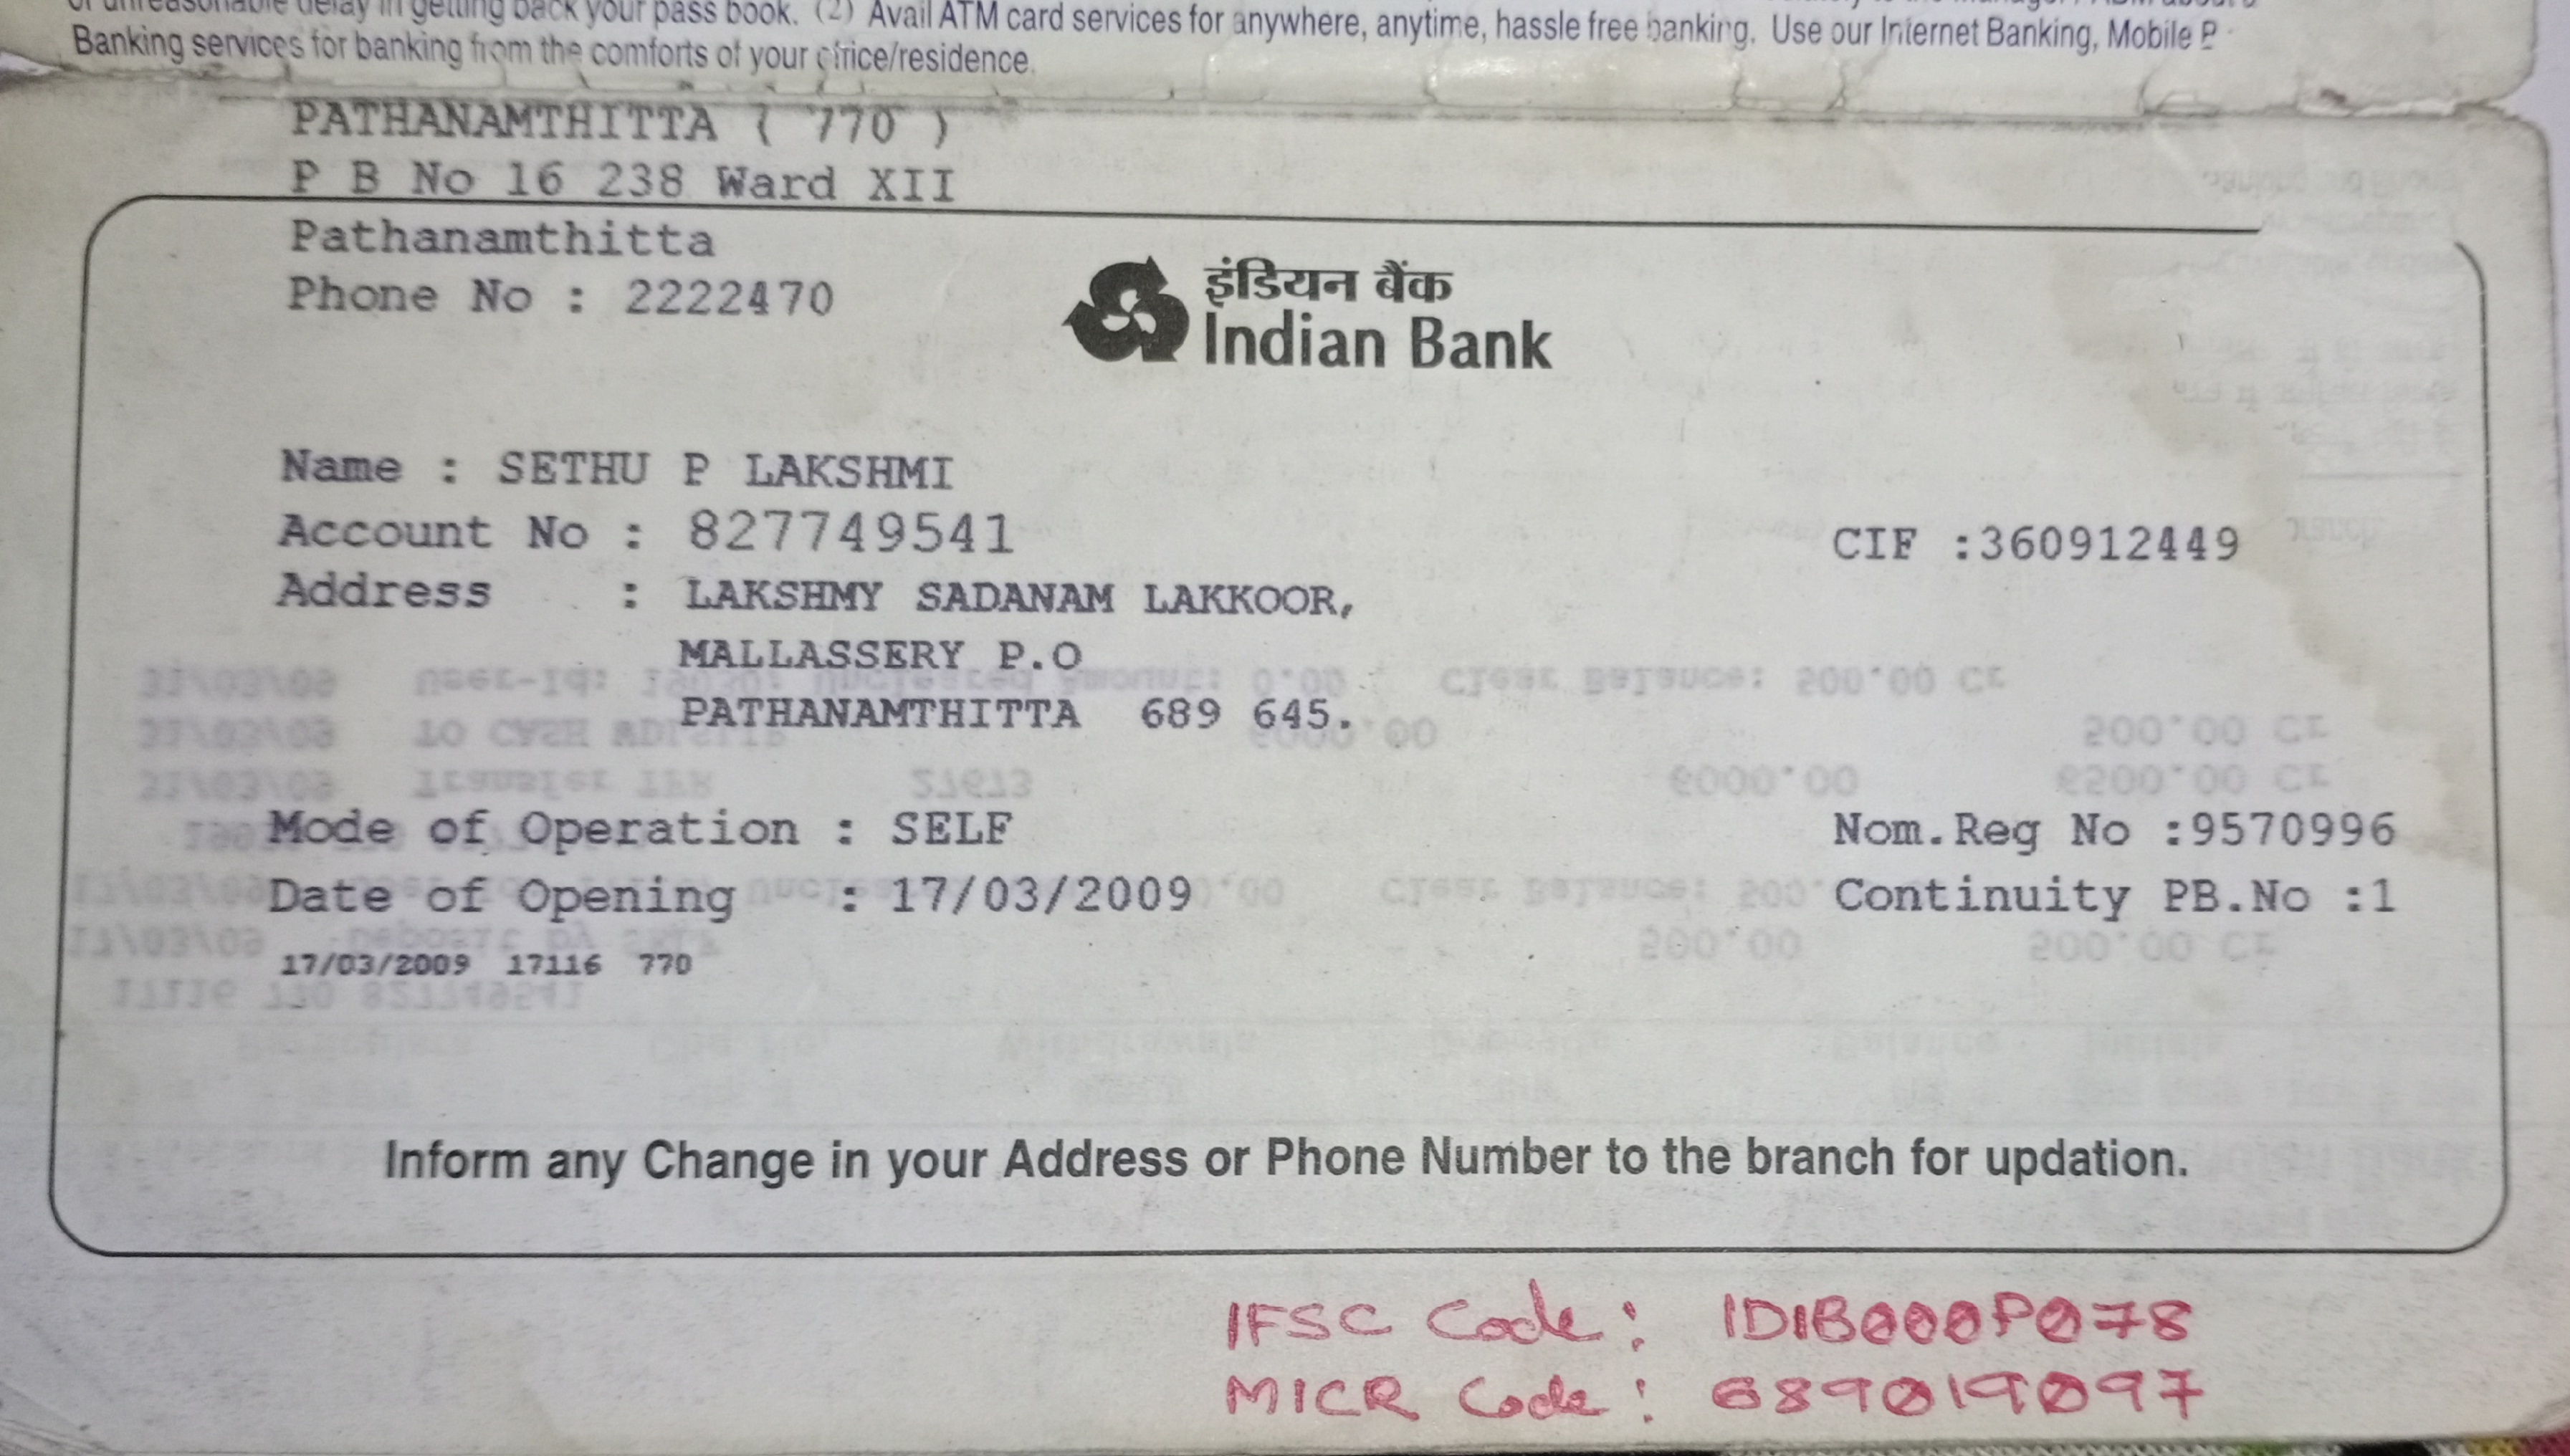 of unreasonable delay in getting back your pass book. (2) Avail ATM card services for anywhere, anytime, hassle free banking. Use our Internet Banking, Mobile
Banking services for banking from the comforts of your office/residence.
PATHANAMTHITTA ( 770 )
P B No 16 238 Ward XII
Pathanamthitta
Phone No : 2222470
इंडियन बैंक
Indian Bank
Name : SETHU P LAKSHMI
Account No : 827749541
CIF :360912449
Address : LAKSHMY SADANAM LAKKOOR,
MALLASSERY P.O
PATHANAMTHITTA 689 645.
Mode of Operation : SELF
Nom.Reg No :9570996
Date of Opening : 17/03/2009
Continuity PB.No :1
17/03/2009 17116 770
Inform any Change in your Address or Phone Number to the branch for updation.
IFSC Code : IDIB000P078
MICR Code : 689019097